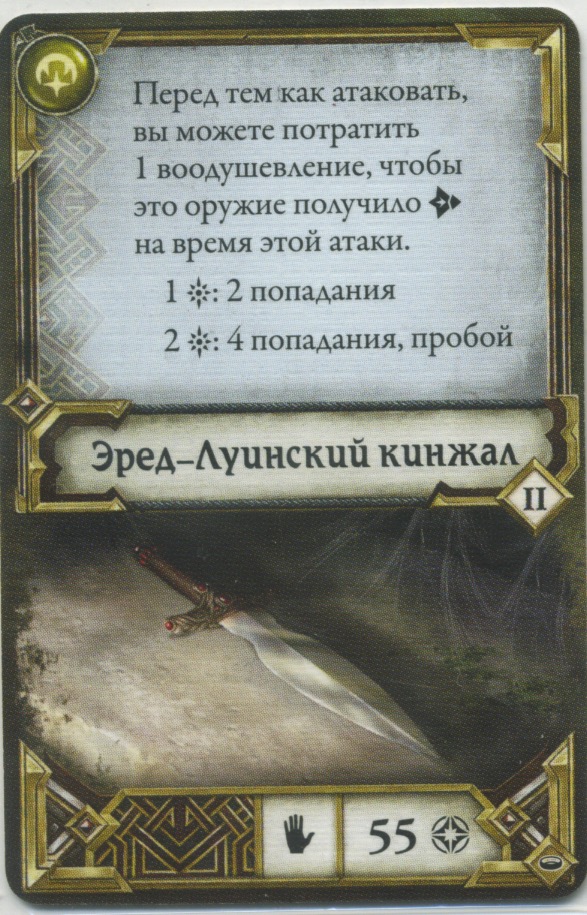 Перед тем как атаковать,
вы можете потратить
1 воодушевление, чтобы
это оружие получило
на время этой атаки.
1 : 2 попадания
2 : 4 попадания, пробой
Эред-Луинский кинжал
II
55